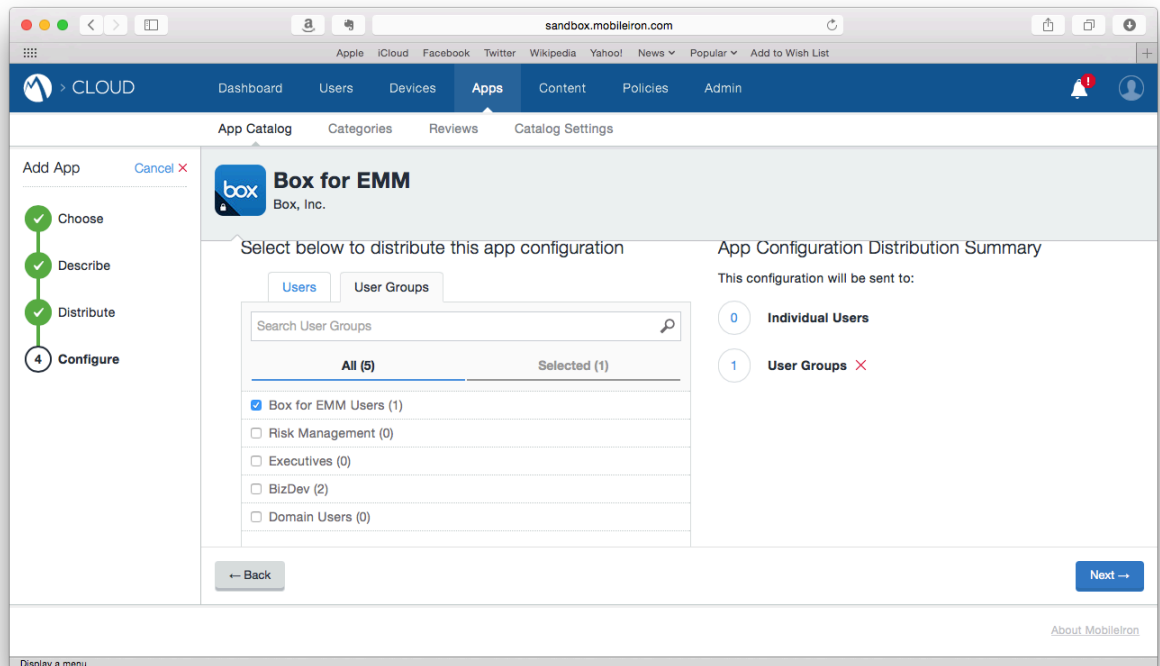 a
sandbox.mobileiron.com
Apple iCloud Facebook Twitter Wikipedia Yahoo! News Popular Add to Wish List
> CLOUD Dashboard Users Devices Apps Content Policies Admin !
App Catalog Categories Reviews Catalog Settings
Add App Cancel ×
Choose
Describe
Distribute
4 Configure
box
Box for EMM
Box, Inc.
Select below to distribute this app configuration
Users User Groups
Search User Groups
All (5) Selected (1)
Box for EMM Users (1)
Risk Management (0)
Executives (0)
BizDev (2)
Domain Users (0)
App Configuration Distribution Summary
This configuration will be sent to:
0 Individual Users
1 User Groups ×
← Back
Next →
About MobileIron
Display a menu